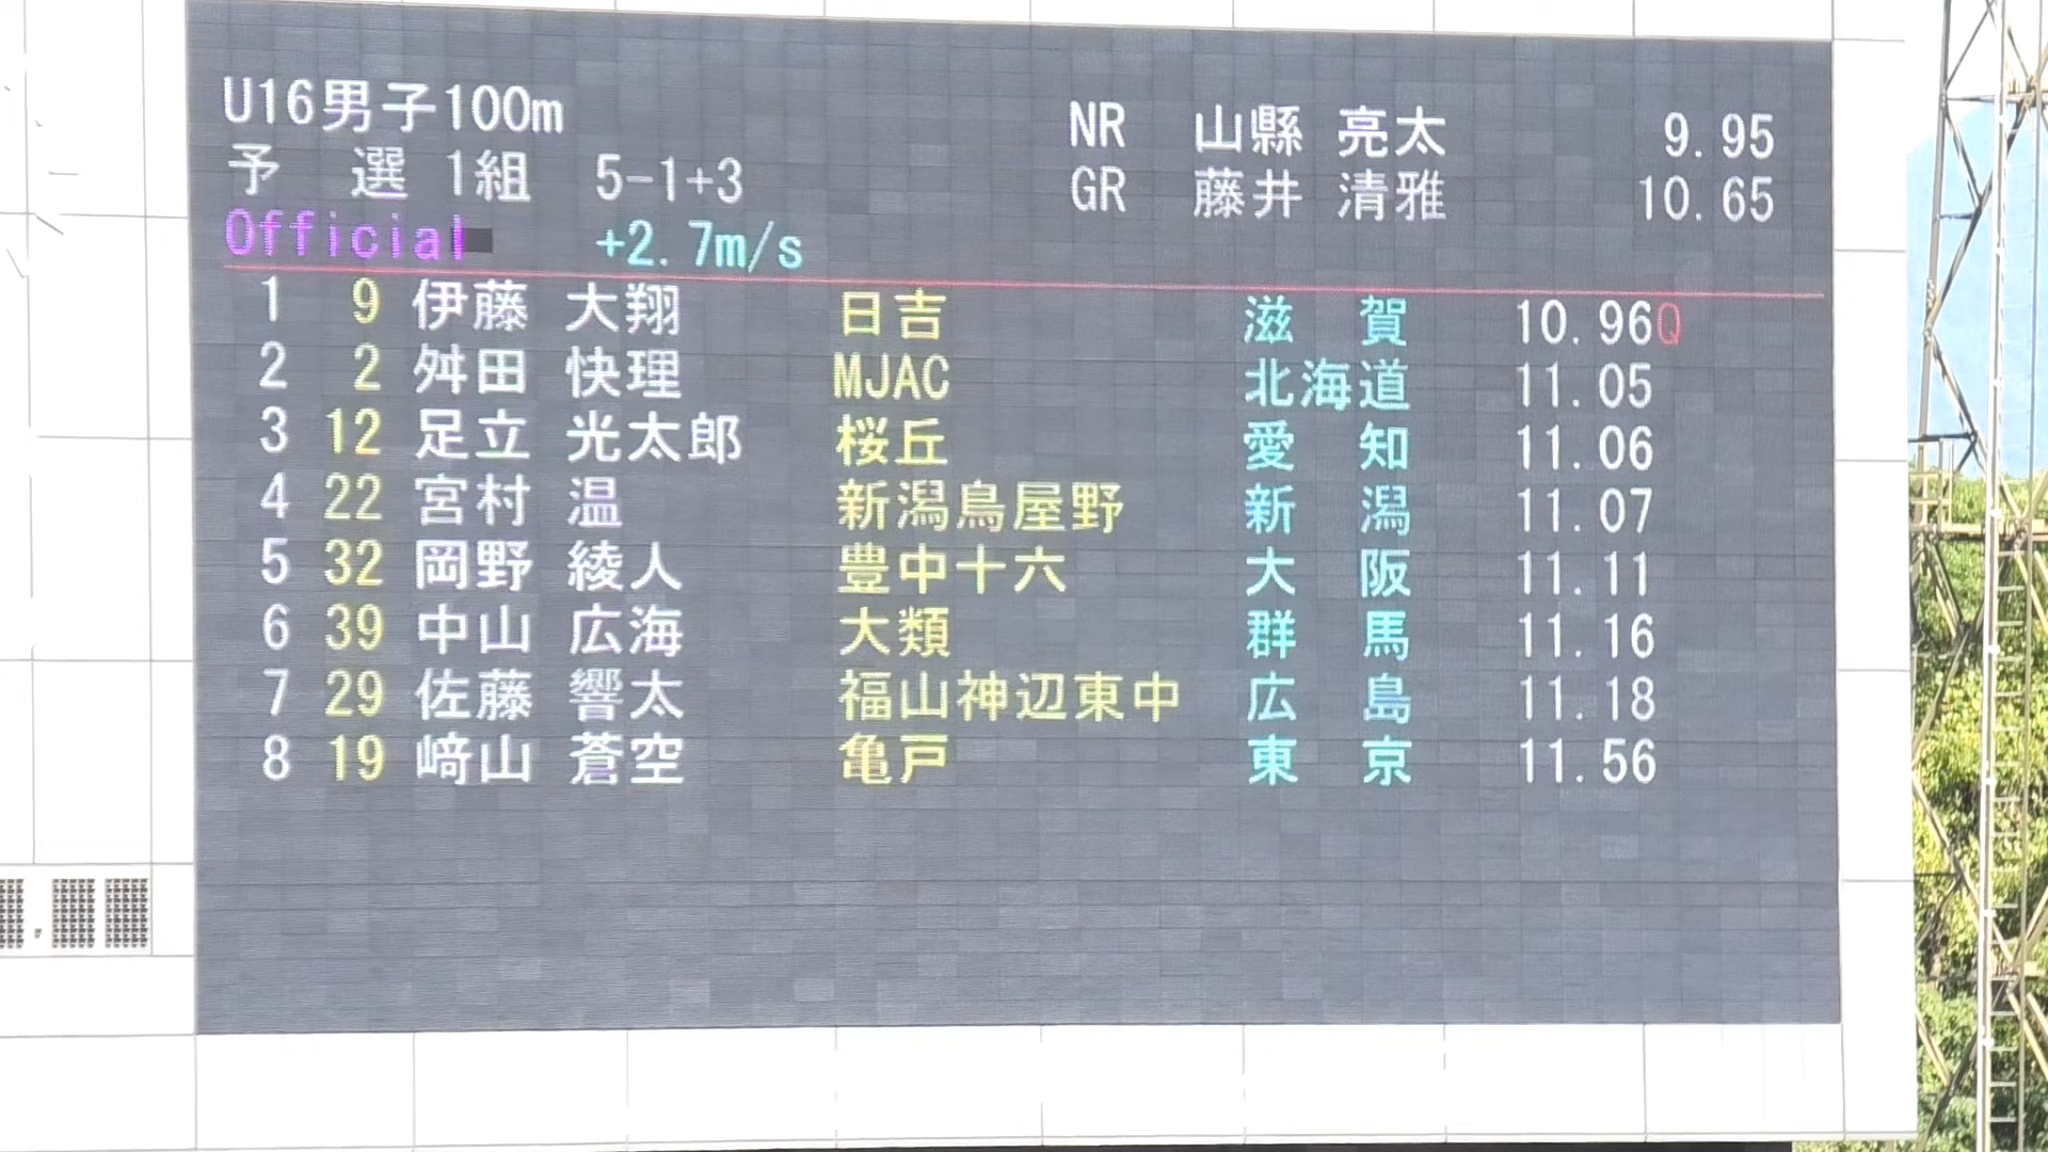 U16男子100m NR 山縣 亮太 9.95
予 選 1組 5-1+3 GR 藤井 清雅 10.65
Official +2.7m/s
1 9 伊藤 大翔 日吉 滋 賀 10.96Q
2 2 舛田 快理 MJAC 北海道 11.05
3 12 足立 光太郎 桜丘 愛 知 11.06
4 22 宮村 温 新潟鳥屋野 新 潟 11.07
5 32 岡野 綾人 豊中十六 大 阪 11.11
6 39 中山 広海 大類 群 馬 11.16
7 29 佐藤 響太 福山神辺東中 広 島 11.18
8 19 﨑山 蒼空 亀戸 東 京 11.56